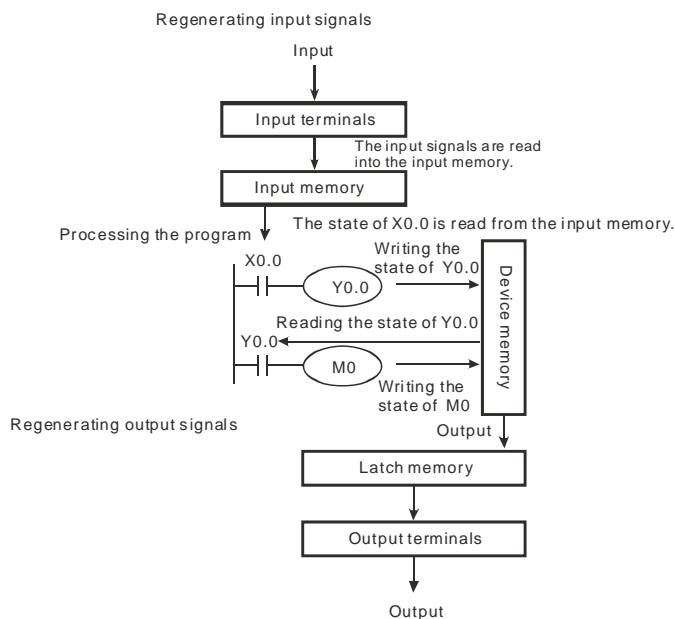 Regenerating input signals
Input
Input terminals
The input signals are read
into the input memory.
Input memory
Processing the program
The state of X0.0 is read from the input memory.
X0.0
Writing the
state of Y0.0
Y0.0
Device memory
Reading the state of Y0.0
Y0.0
M0
Writing the
state of M0
Regenerating output signals
Output
Latch memory
Output terminals
Output